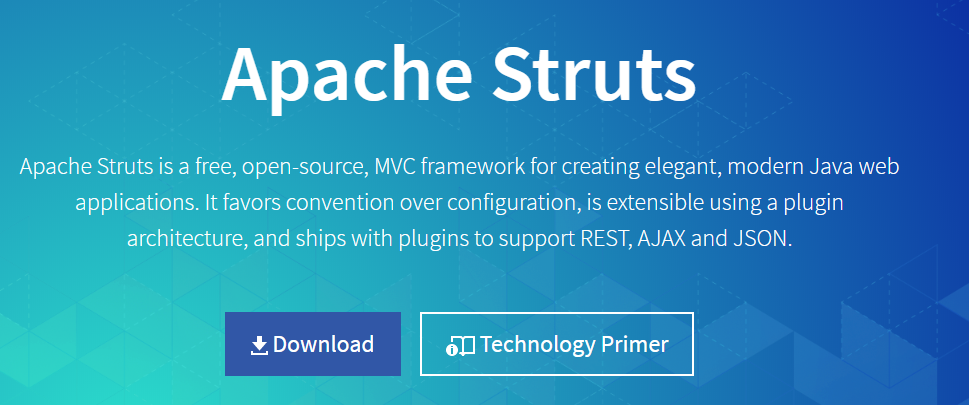 Apache Struts
Apache Struts is a free, open-source, MVC framework for creating elegant, modern Java web
applications. It favors convention over configuration, is extensible using a plugin
architecture, and ships with plugins to support REST, AJAX and JSON.
Download
Technology Primer